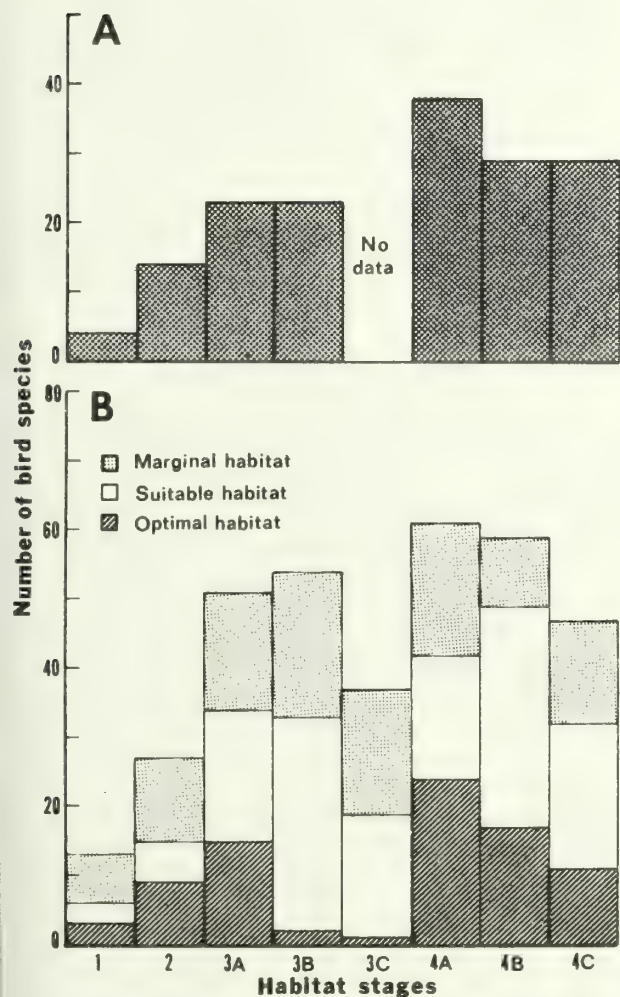 A
40
20
0
No
data
Number of bird species
80
B
Marginal habitat
Suitable habitat
Optimal habitat
60
40
20
0
1 2 3A 3B 3C 4A 4B 4C
Habitat stages